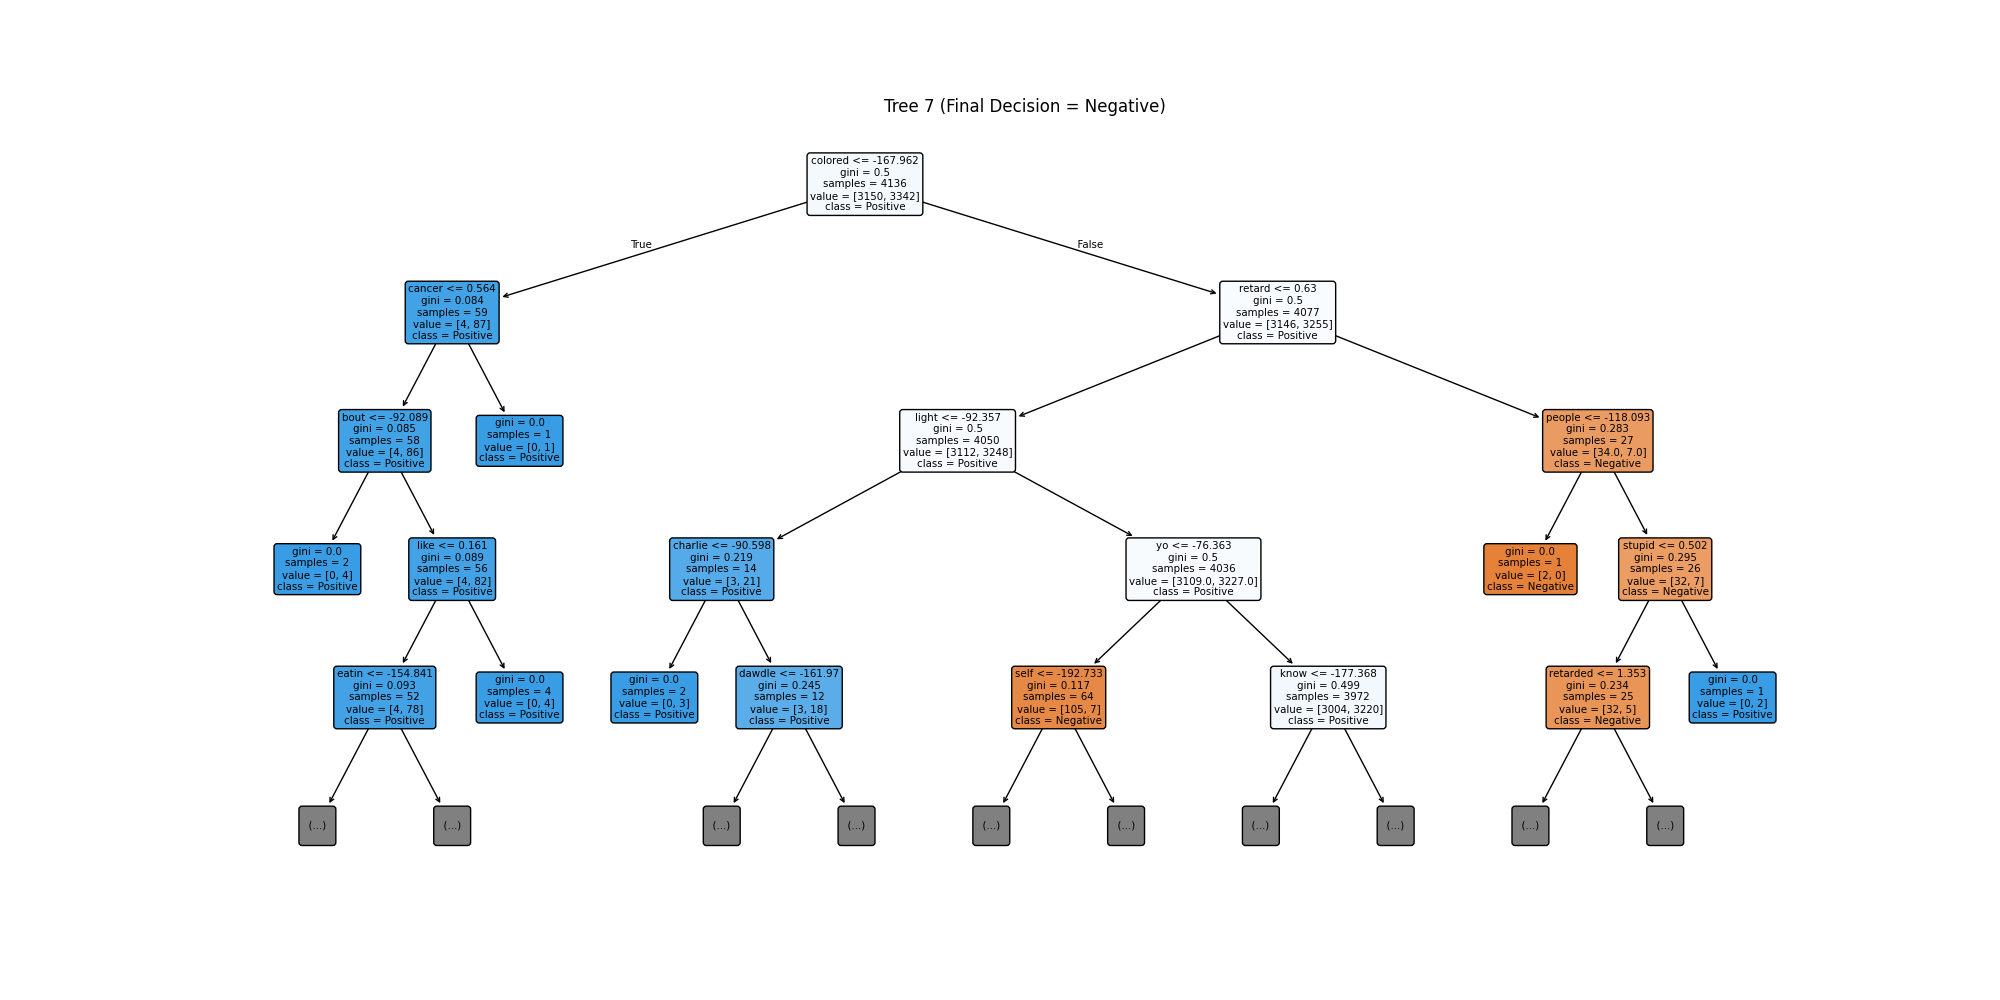 Tree 7 (Final Decision = Negative)
colored <= -167.962
gini = 0.5
samples = 4136
value = [3150, 3342]
class = Positive
True
False
cancer <= 0.564
gini = 0.084
samples = 59
value = [4, 87]
class = Positive
retard <= 0.63
gini = 0.5
samples = 4077
value = [3146, 3255]
class = Positive
bout <= -92.089
gini = 0.085
samples = 58
value = [4, 86]
class = Positive
gini = 0.0
samples = 1
value = [0, 1]
class = Positive
light <= -92.357
gini = 0.5
samples = 4050
value = [3112, 3248]
class = Positive
people <= -118.093
gini = 0.283
samples = 27
value = [34.0, 7.0]
class = Negative
gini = 0.0
samples = 2
value = [0, 4]
class = Positive
like <= 0.161
gini = 0.089
samples = 56
value = [4, 82]
class = Positive
charlie <= -90.598
gini = 0.219
samples = 14
value = [3, 21]
class = Positive
yo <= -76.363
gini = 0.5
samples = 4036
value = [3109.0, 3227.0]
class = Positive
gini = 0.0
samples = 1
value = [2, 0]
class = Negative
stupid <= 0.502
gini = 0.295
samples = 26
value = [32, 7]
class = Negative
eatin <= -154.841
gini = 0.093
samples = 52
value = [4, 78]
class = Positive
gini = 0.0
samples = 4
value = [0, 4]
class = Positive
gini = 0.0
samples = 2
value = [0, 3]
class = Positive
dawdle <= -161.97
gini = 0.245
samples = 12
value = [3, 18]
class = Positive
self <= -192.733
gini = 0.117
samples = 64
value = [105, 7]
class = Negative
know <= -177.368
gini = 0.499
samples = 3972
value = [3004, 3220]
class = Positive
retarded <= 1.353
gini = 0.234
samples = 25
value = [32, 5]
class = Negative
gini = 0.0
samples = 1
value = [0, 2]
class = Positive
(...)
(...)
(...)
(...)
(...)
(...)
(...)
(...)
(...)
(...)